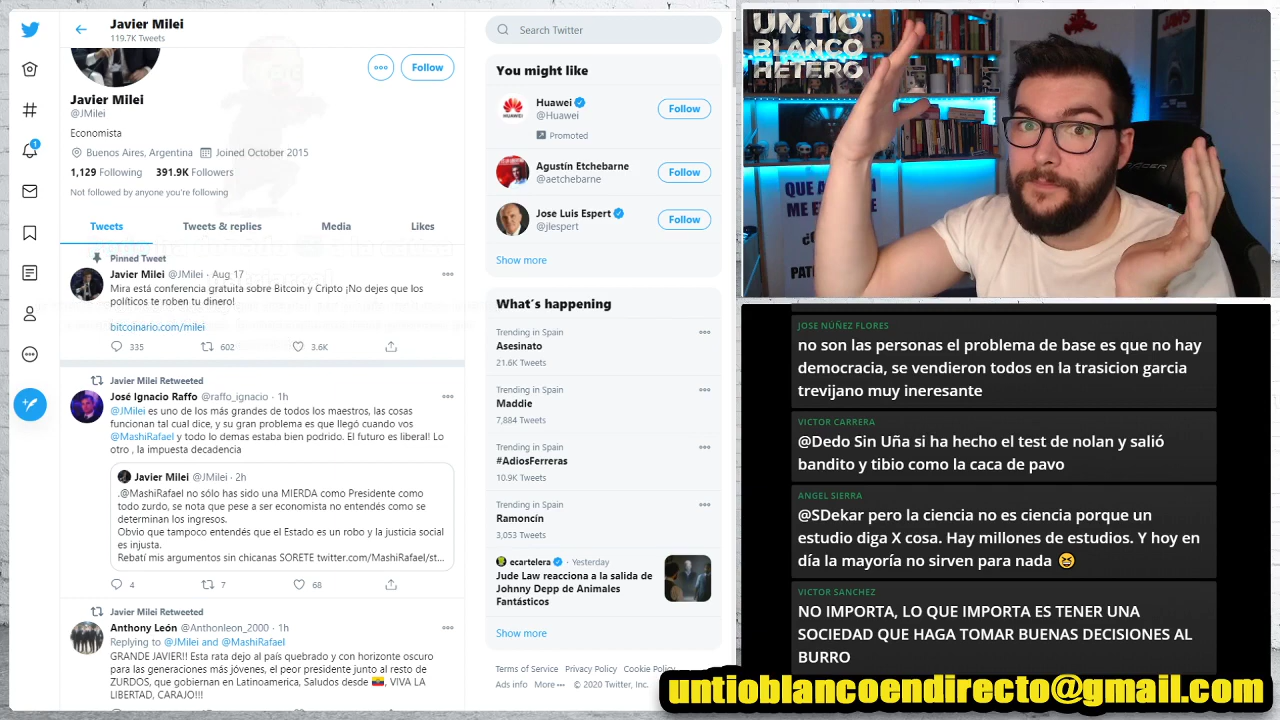 Javier Milei
119.7K Tweets
Follow
Javier Milei
@JMilei
Economista
Buenos Aires, Argentina Joined October 2015
1,129 Following 391.9K Followers
Not followed by anyone you're following
Tweets Tweets & replies Media Likes
Pinned Tweet
Javier Milei @JMilei · Aug 17
Mira está conferencia gratuita sobre Bitcoin y Cripto ¡No dejes que los
políticos te roben tu dinero!
bitcoinario.com/milei
335 602 3.6K
Javier Milei Retweeted
José Ignacio Raffo @raffo_ignacio · 1h
@JMilei es uno de los más grandes de todos los maestros, las cosas
funcionan tal cual dice, y su gran problema es que llegó cuando vos
@MashiRafael y todo lo demas estaba bien podrido. El futuro es liberal! Lo
otro , la impuesta decadencia
Javier Milei @JMilei · 2h
.@MashiRafael no sólo has sido una MIERDA como Presidente como
todo zurdo, se nota que pese a ser economista no entendés como se
determinan los ingresos.
Obvio que tampoco entendés que el Estado es un robo y la justicia social
es injusta.
Rebatí mis argumentos sin chicanas SORETE twitter.com/MashiRafael/st...
4 7 68
Javier Milei Retweeted
Anthony León @Anthonleon_2000 · 1h
Replying to @JMilei and @MashiRafael
GRANDE JAVIER!! Esta rata dejo al país quebrado y con horizonte oscuro
para las generaciones más jóvenes, el peor presidente junto al resto de
ZURDOS, que gobiernan en Latinoamerica, Saludos desde 🇪🇨, VIVA LA
LIBERTAD, CARAJO!!!
1
Search Twitter
You might like
Huawei
@Huawei
Promoted
Follow
HUAWEI
Agustín Etchebarne
@aetchebarne
Follow
Jose Luis Espert
@jlespert
Follow
Show more
What's happening
Trending in Spain
Asesinato
21.6K Tweets
Trending in Spain
Maddie
7,884 Tweets
Trending in Spain
#AdiosFerreras
10.9K Tweets
Trending in Spain
Ramoncín
3,053 Tweets
ecartelera · Yesterday
Jude Law reacciona a la salida de
Johnny Depp de Animales
Fantásticos
Show more
Terms of Service Privacy Policy Cookie Policy
Ads info More ··· © 2020 Twitter, Inc.
UN TIO
BLANCO
HETERO
JOSE NÚÑEZ FLORES
no son las personas el problema de base es que no hay
democracia, se vendieron todos en la trasicion garcia
trevijano muy ineresante
VICTOR CARRERA
@Dedo Sin Uña si ha hecho el test de nolan y salió
bandito y tibio como la caca de pavo
ANGEL SIERRA
@SDekar pero la ciencia no es ciencia porque un
estudio diga X cosa. Hay millones de estudios. Y hoy en
día la mayoría no sirven para nada 😆
VICTOR SANCHEZ
NO IMPORTA, LO QUE IMPORTA ES TENER UNA
SOCIEDAD QUE HAGA TOMAR BUENAS DECISIONES AL
BURRO
untioblancoendirecto@gmail.com